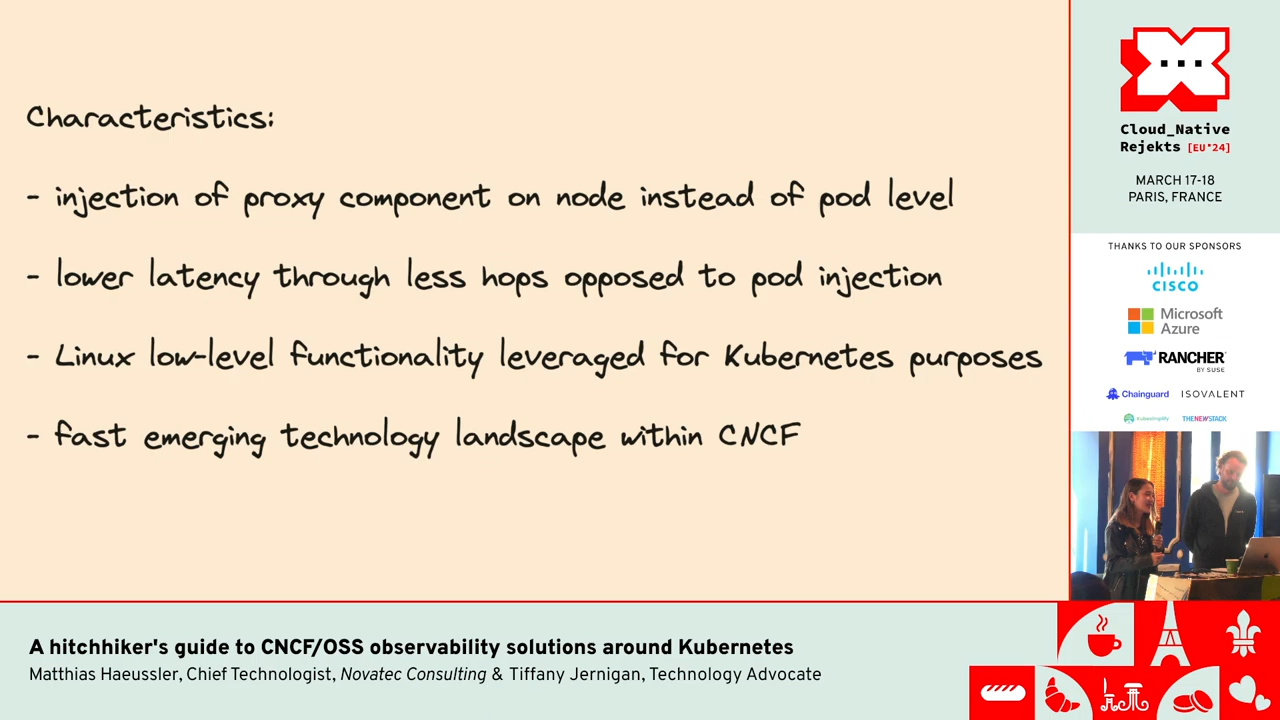 Characteristics:
- injection of proxy component on node instead of pod level
- lower latency through less hops opposed to pod injection
- Linux low-level functionality leveraged for Kubernetes purposes
- fast emerging technology landscape within CNCF
Cloud_Native
Rejekts [EU'24]
MARCH 17-18
PARIS, FRANCE
THANKS TO OUR SPONSORS
CISCO
Microsoft
Azure
RANCHER
BY SUSE
Chainguard ISOVALENT
kubesimplify THENEWSTACK
A hitchhiker's guide to CNCF/OSS observability solutions around Kubernetes
Matthias Haeussler, Chief Technologist, Novatec Consulting & Tiffany Jernigan, Technology Advocate